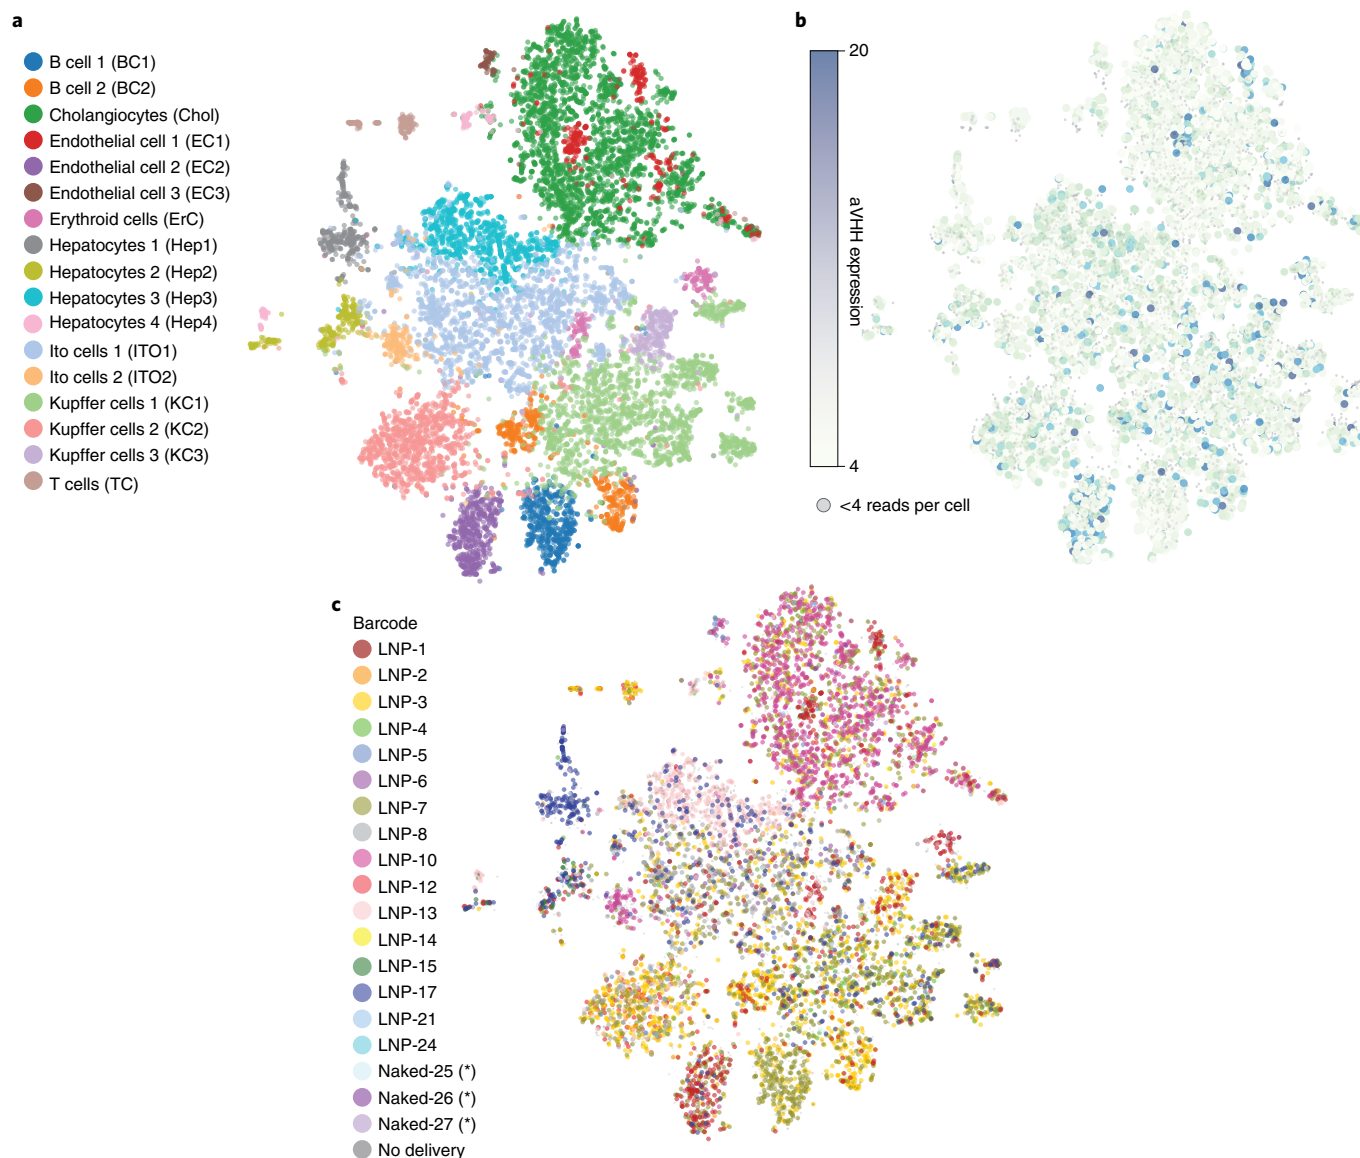 a
B cell 1 (BC1)
B cell 2 (BC2)
Cholangiocytes (Chol)
Endothelial cell 1 (EC1)
Endothelial cell 2 (EC2)
Endothelial cell 3 (EC3)
Erythroid cells (ErC)
Hepatocytes 1 (Hep1)
Hepatocytes 2 (Hep2)
Hepatocytes 3 (Hep3)
Hepatocytes 4 (Hep4)
Ito cells 1 (ITO1)
Ito cells 2 (ITO2)
Kupffer cells 1 (KC1)
Kupffer cells 2 (KC2)
Kupffer cells 3 (KC3)
T cells (TC)
b
20
aVHH expression
4
<4 reads per cell
c
Barcode
LNP-1
LNP-2
LNP-3
LNP-4
LNP-5
LNP-6
LNP-7
LNP-8
LNP-10
LNP-12
LNP-13
LNP-14
LNP-15
LNP-17
LNP-21
LNP-24
Naked-25 (*)
Naked-26 (*)
Naked-27 (*)
No delivery